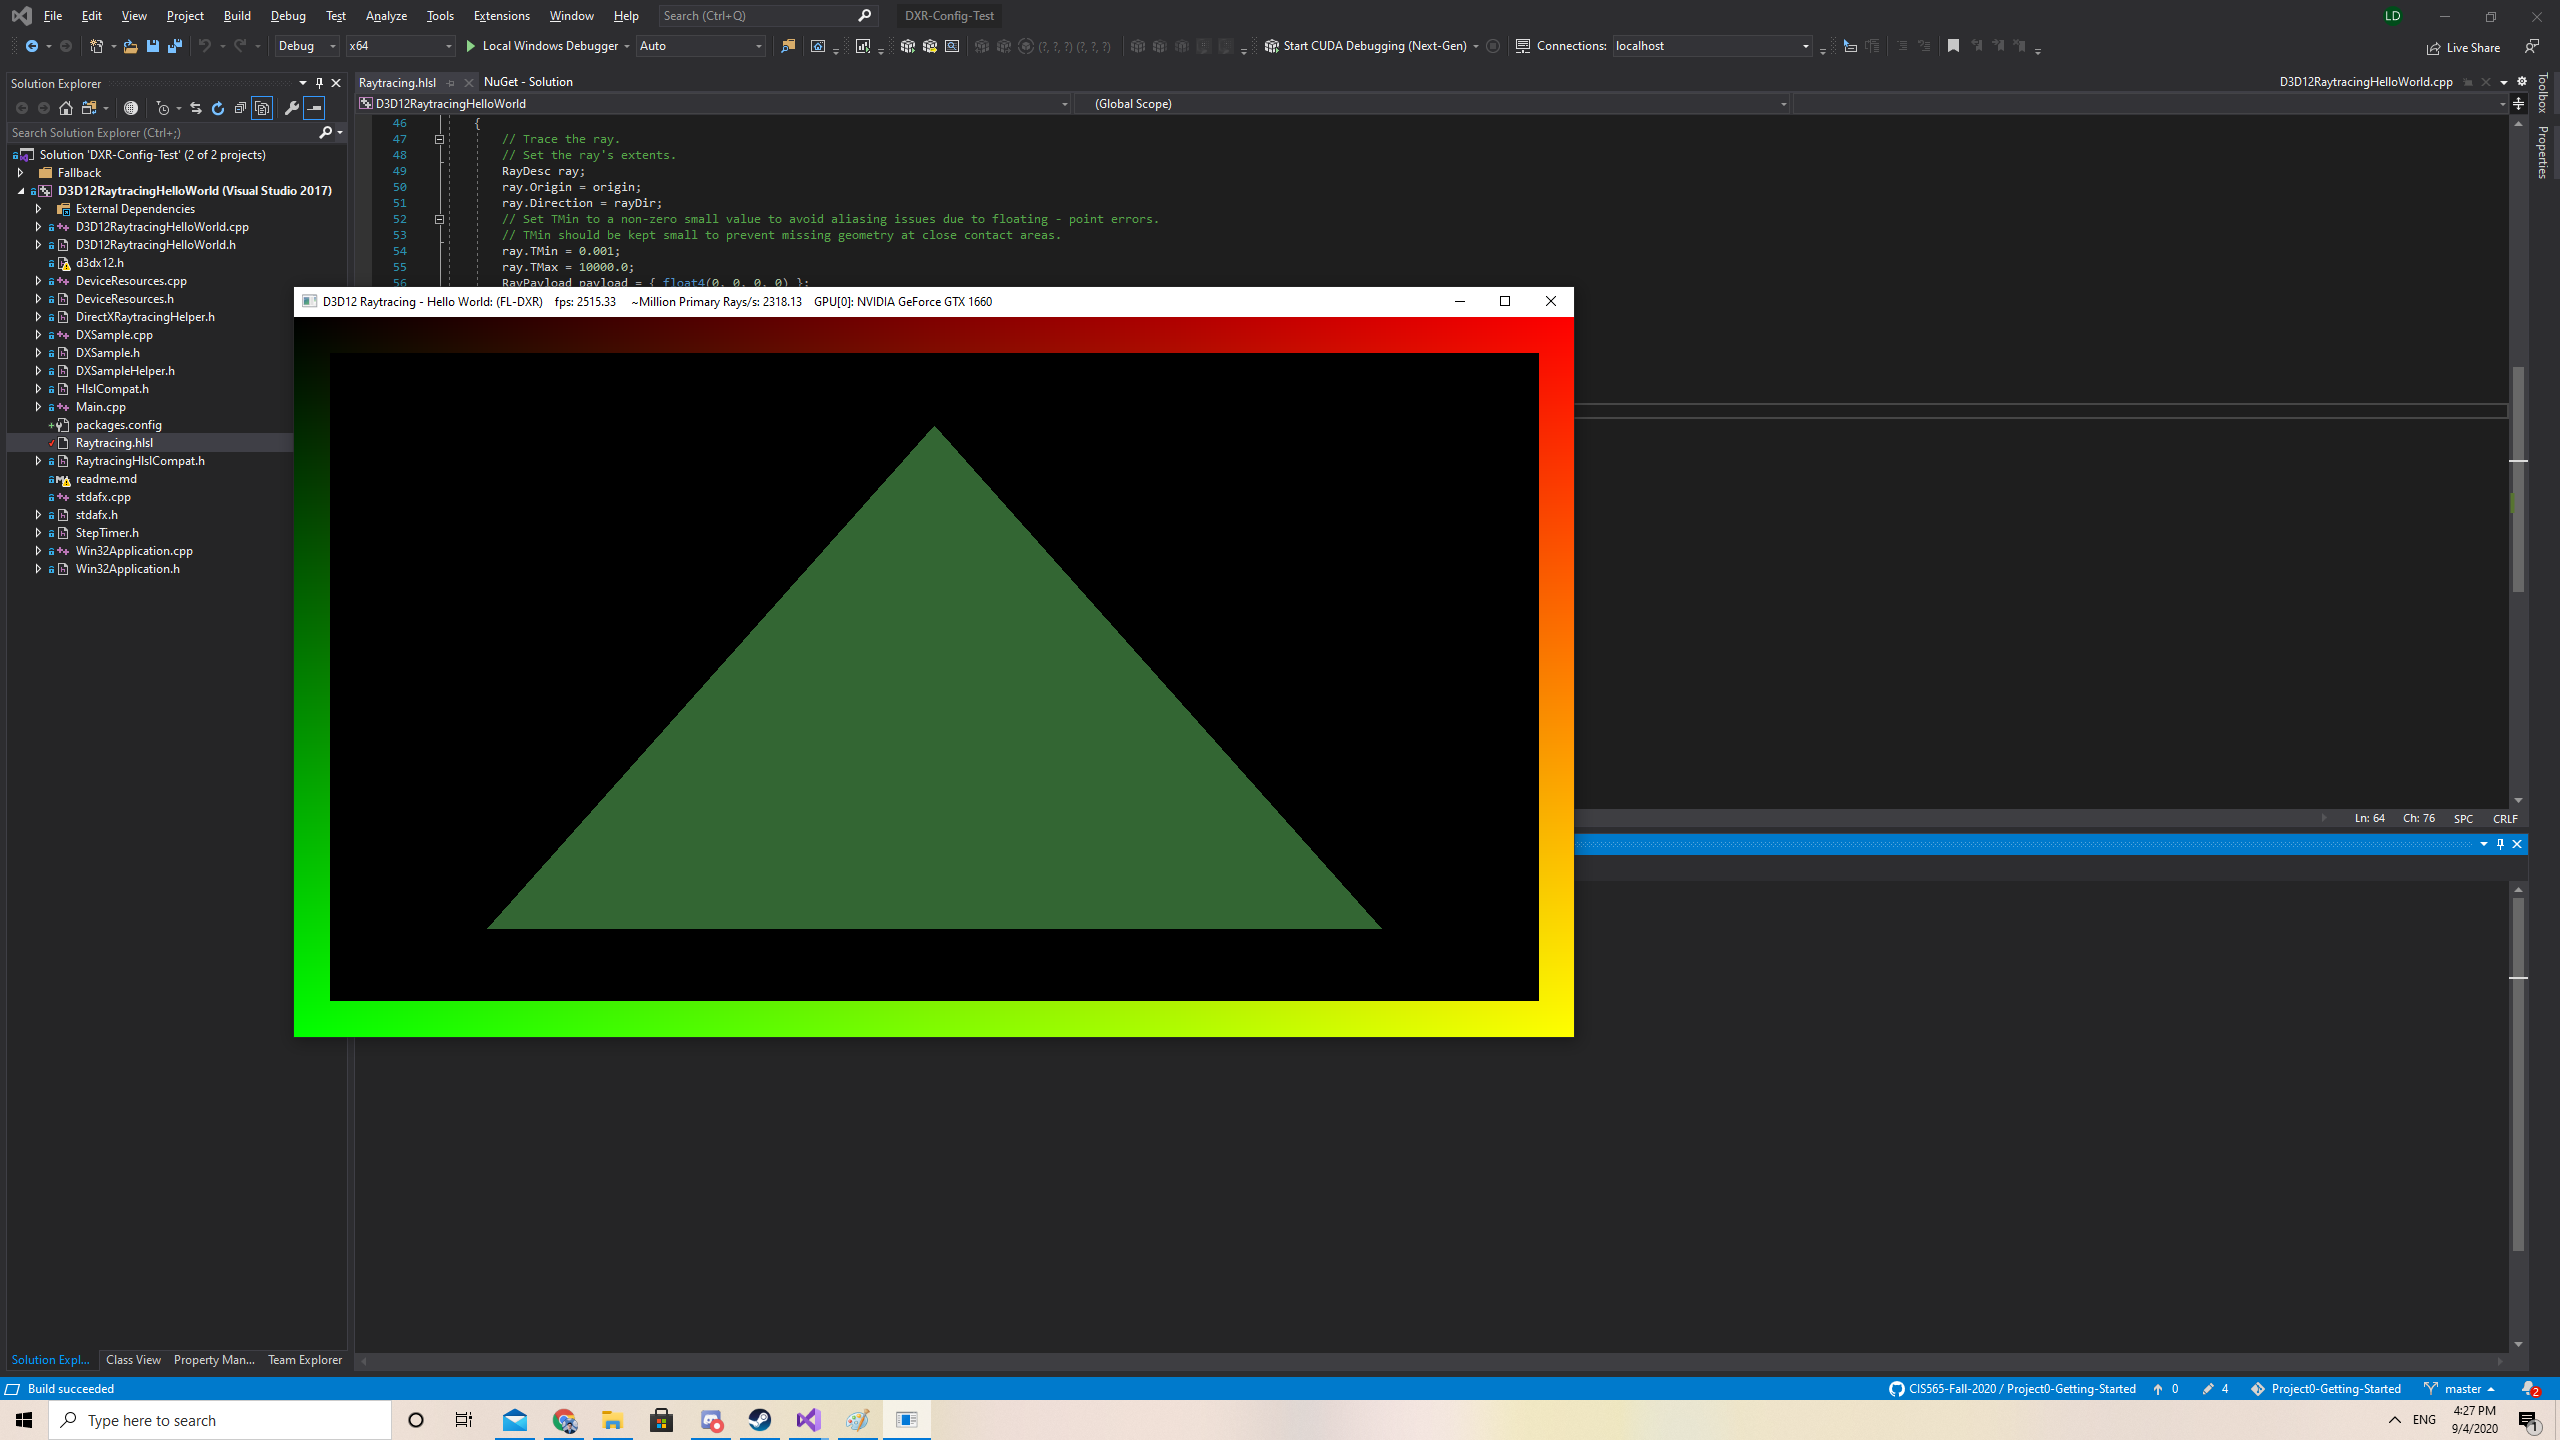 File Edit View Project Build Debug Test Analyze Tools Extensions Window Help Search (Ctrl+Q) DXR-Config-Test LD
Debug x64 Local Windows Debugger Auto (?, ?, ?) (?, ?, ?) Start CUDA Debugging (Next-Gen) Connections: localhost Live Share
Solution Explorer
Search Solution Explorer (Ctrl+;)
Solution 'DXR-Config-Test' (2 of 2 projects)
Fallback
D3D12RaytracingHelloWorld (Visual Studio 2017)
External Dependencies
D3D12RaytracingHelloWorld.cpp
D3D12RaytracingHelloWorld.h
d3dx12.h
DeviceResources.cpp
DeviceResources.h
DirectXRaytracingHelper.h
DXSample.cpp
DXSample.h
DXSampleHelper.h
HlslCompat.h
Main.cpp
packages.config
Raytracing.hlsl
RaytracingHlslCompat.h
readme.md
stdafx.cpp
stdafx.h
StepTimer.h
Win32Application.cpp
Win32Application.h
Raytracing.hlsl NuGet - Solution D3D12RaytracingHelloWorld.cpp
D3D12RaytracingHelloWorld (Global Scope)
46 {
47 // Trace the ray.
48 // Set the ray's extents.
49 RayDesc ray;
50 ray.Origin = origin;
51 ray.Direction = rayDir;
52 // Set TMin to a non-zero small value to avoid aliasing issues due to floating - point errors.
53 // TMin should be kept small to prevent missing geometry at close contact areas.
54 ray.TMin = 0.001;
55 ray.TMax = 10000.0;
56 RayPayload payload = { float4(0, 0, 0, 0) };
Toolbox
Properties
D3D12 Raytracing - Hello World: (FL-DXR) fps: 2515.33 ~Million Primary Rays/s: 2318.13 GPU[0]: NVIDIA GeForce GTX 1660
Ln: 64 Ch: 76 SPC CRLF
Solution Expl... Class View Property Man... Team Explorer
Build succeeded CIS565-Fall-2020 / Project0-Getting-Started 0 4 Project0-Getting-Started master 2
Type here to search ENG 4:27 PM
9/4/2020 1